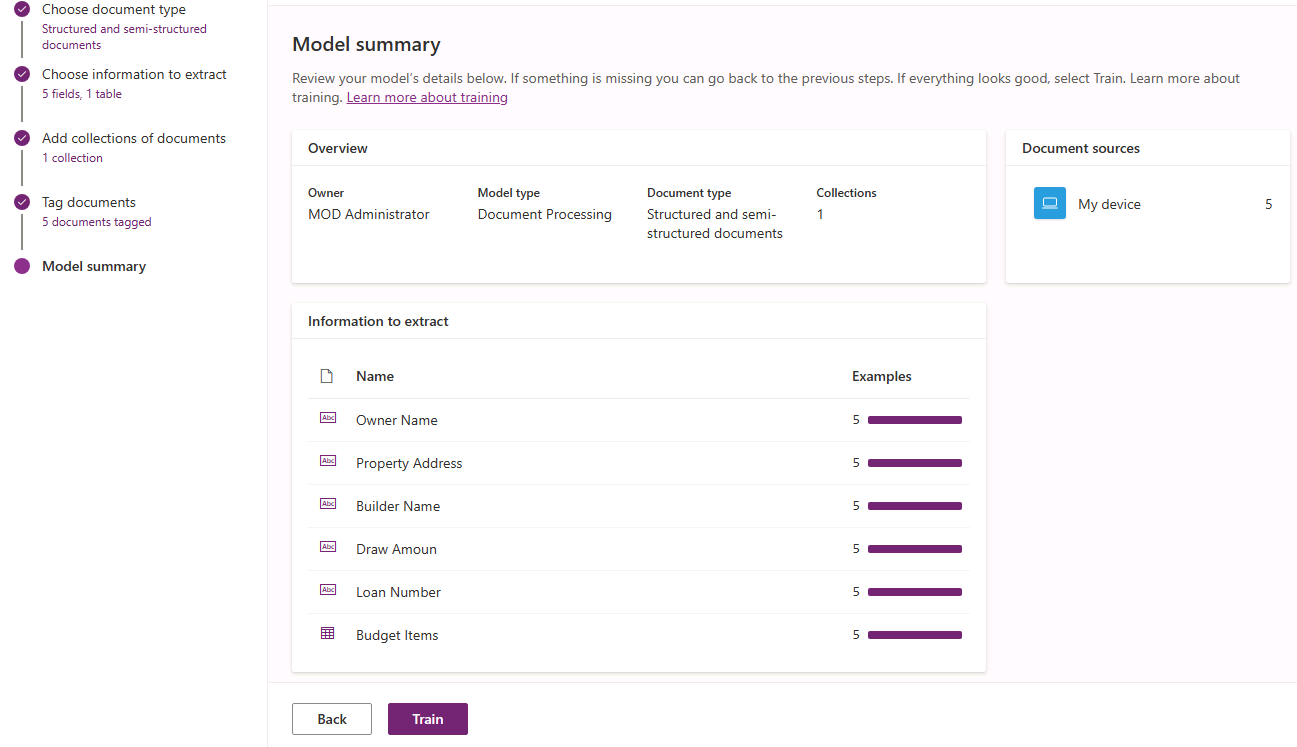 Choose document type
Structured and semi-structured
documents
Choose information to extract
5 fields, 1 table
Add collections of documents
1 collection
Tag documents
5 documents tagged
Model summary
Model summary
Review your model's details below. If something is missing you can go back to the previous steps. If everything looks good, select Train. Learn more about
training. Learn more about training
Overview
Owner
MOD Administrator
Model type
Document Processing
Document type
Structured and semi-
structured documents
Collections
1
Document sources
My device 5
Information to extract
Name Examples
Abc Owner Name 5
Abc Property Address 5
Abc Builder Name 5
Abc Draw Amoun 5
Abc Loan Number 5
Budget Items 5
Back Train